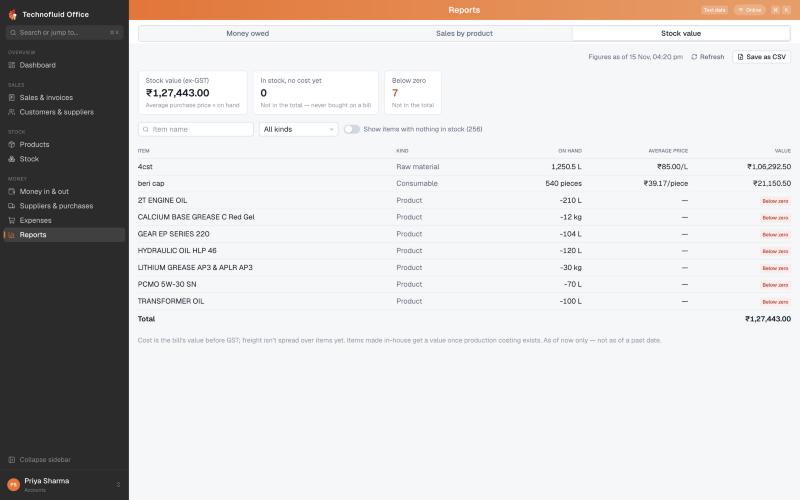 Technofluid Office
Search or jump to... ⌘ K
OVERVIEW
Dashboard
SALES
Sales & invoices
Customers & suppliers
STOCK
Products
Stock
MONEY
Money in & out
Suppliers & purchases
Expenses
Reports
Collapse sidebar
PS
Priya Sharma
Accounts
Reports
Test data
Online
⌘ K
Money owed Sales by product Stock value
Figures as of 15 Nov, 04:20 pm Refresh Save as CSV
Stock value (ex-GST)
₹1,27,443.00
Average purchase price × on hand
In stock, no cost yet
0
Not in the total — never bought on a bill
Below zero
7
Not in the total
Item name All kinds Show items with nothing in stock (256)
ITEM KIND ON HAND AVERAGE PRICE VALUE
4cst Raw material 1,250.5 L ₹85.00/L ₹1,06,292.50
beri cap Consumable 540 pieces ₹39.17/piece ₹21,150.50
2T ENGINE OIL Product -210 L — Below zero
CALCIUM BASE GREASE C Red Gel Product -12 kg — Below zero
GEAR EP SERIES 220 Product -104 L — Below zero
HYDRAULIC OIL HLP 46 Product -120 L — Below zero
LITHIUM GREASE AP3 & APLR AP3 Product -30 kg — Below zero
PCMO 5W-30 SN Product -70 L — Below zero
TRANSFORMER OIL Product -100 L — Below zero
Total ₹1,27,443.00
Cost is the bill's value before GST; freight isn't spread over items yet. Items made in-house get a value once production costing exists. As of now only — not as of a past date.